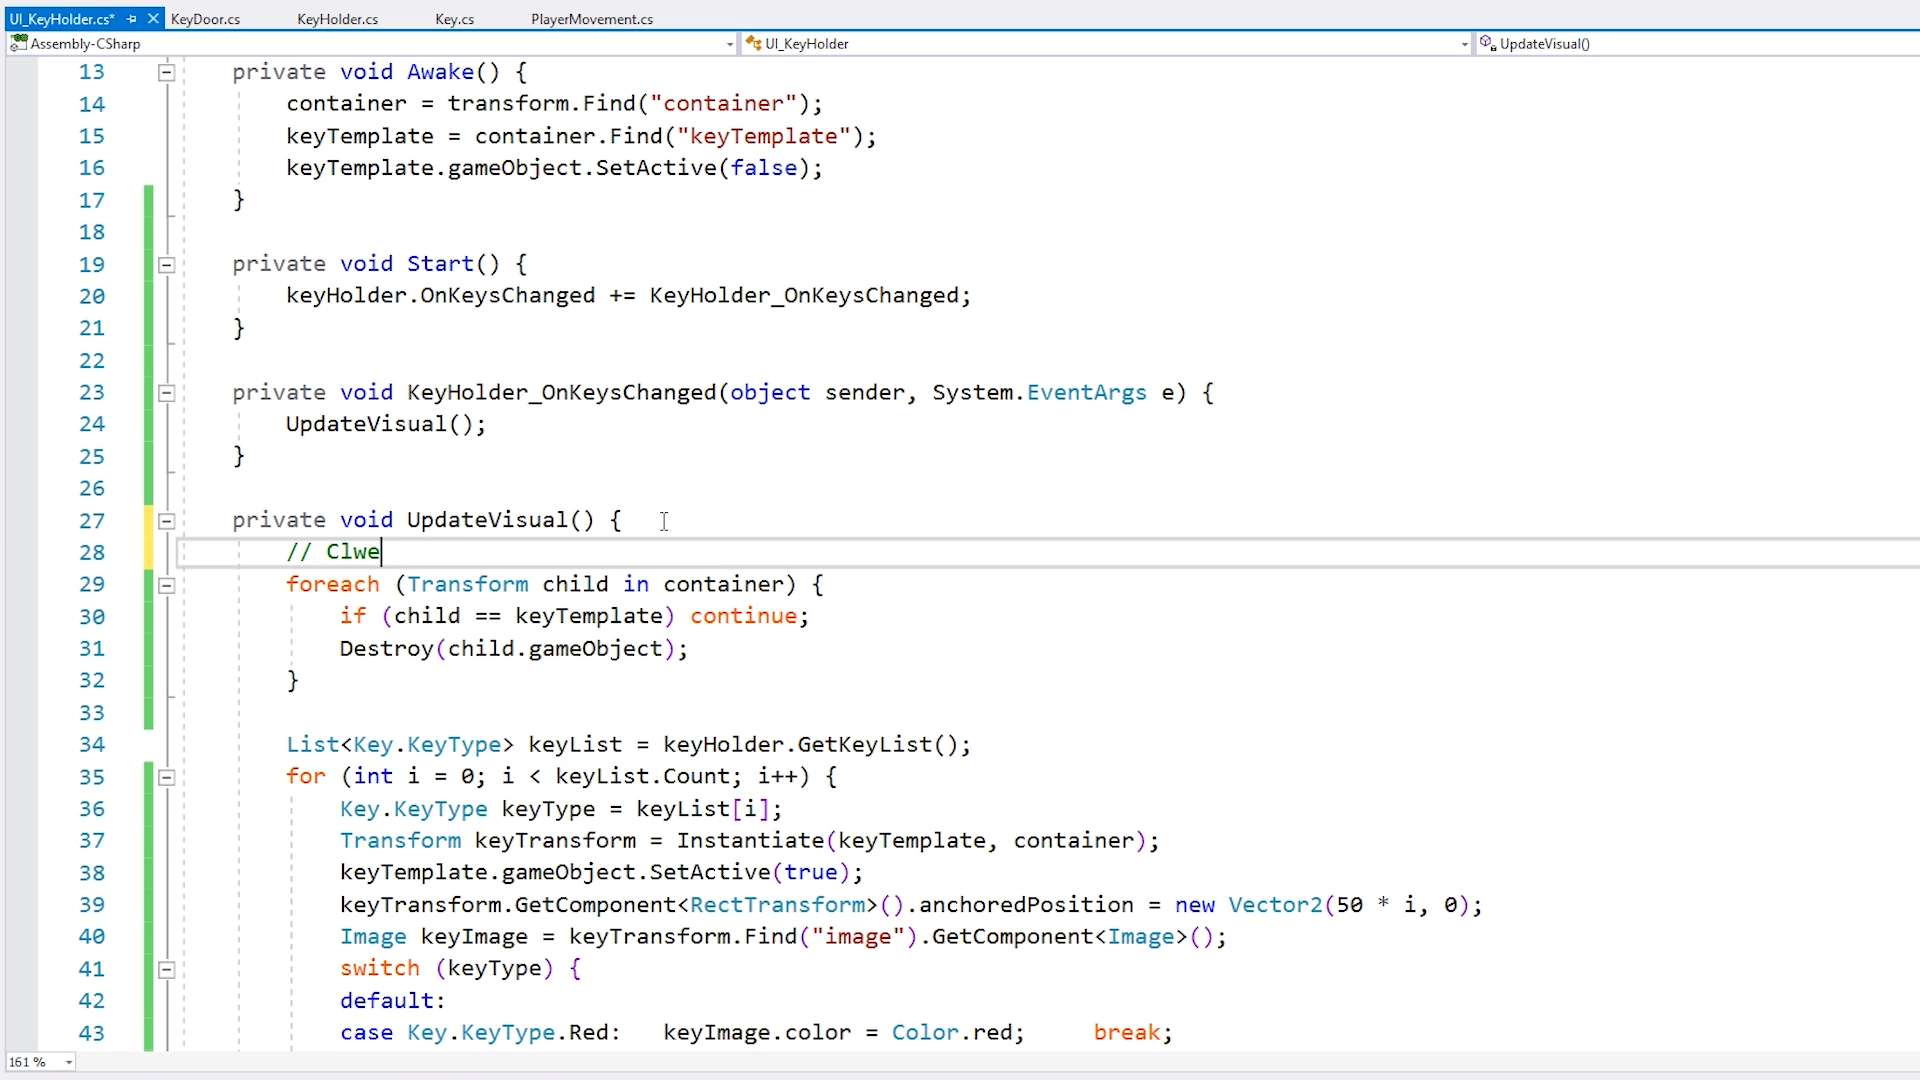 UI_KeyHolder.cs* KeyDoor.cs KeyHolder.cs Key.cs PlayerMovement.cs
Assembly-CSharp UI_KeyHolder UpdateVisual()
13 private void Awake() {
14 container = transform.Find("container");
15 keyTemplate = container.Find("keyTemplate");
16 keyTemplate.gameObject.SetActive(false);
17 }
18
19 private void Start() {
20 keyHolder.OnKeysChanged += KeyHolder_OnKeysChanged;
21 }
22
23 private void KeyHolder_OnKeysChanged(object sender, System.EventArgs e) {
24 UpdateVisual();
25 }
26
27 private void UpdateVisual() {
28 // Clwe
29 foreach (Transform child in container) {
30 if (child == keyTemplate) continue;
31 Destroy(child.gameObject);
32 }
33
34 List<Key.KeyType> keyList = keyHolder.GetKeyList();
35 for (int i = 0; i < keyList.Count; i++) {
36 Key.KeyType keyType = keyList[i];
37 Transform keyTransform = Instantiate(keyTemplate, container);
38 keyTemplate.gameObject.SetActive(true);
39 keyTransform.GetComponent<RectTransform>().anchoredPosition = new Vector2(50 * i, 0);
40 Image keyImage = keyTransform.Find("image").GetComponent<Image>();
41 switch (keyType) {
42 default:
43 case Key.KeyType.Red: keyImage.color = Color.red; break;
161 %